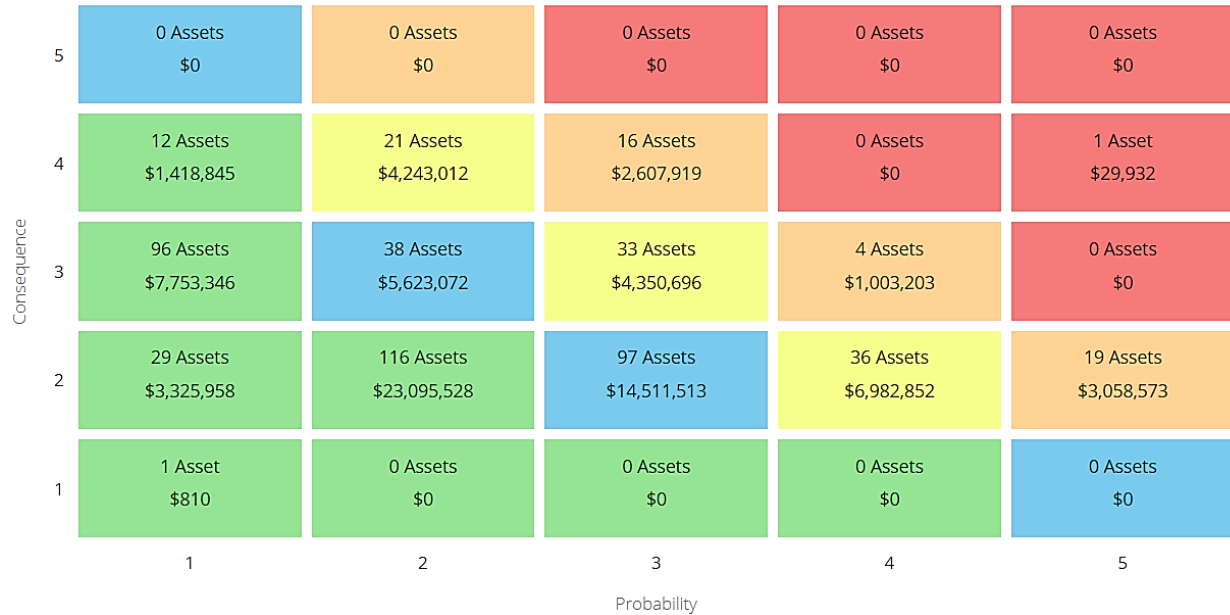 0 Assets
$0
0 Assets
$0
0 Assets
$0
0 Assets
$0
0 Assets
$0
5
12 Assets
$1,418,845
21 Assets
$4,243,012
16 Assets
$2,607,919
0 Assets
$0
1 Asset
$29,932
4
96 Assets
$7,753,346
38 Assets
$5,623,072
33 Assets
$4,350,696
4 Assets
$1,003,203
0 Assets
$0
3
Consequence
29 Assets
$3,325,958
116 Assets
$23,095,528
97 Assets
$14,511,513
36 Assets
$6,982,852
19 Assets
$3,058,573
2
1 Asset
$810
0 Assets
$0
0 Assets
$0
0 Assets
$0
0 Assets
$0
1
1
2
3
4
5
Probability